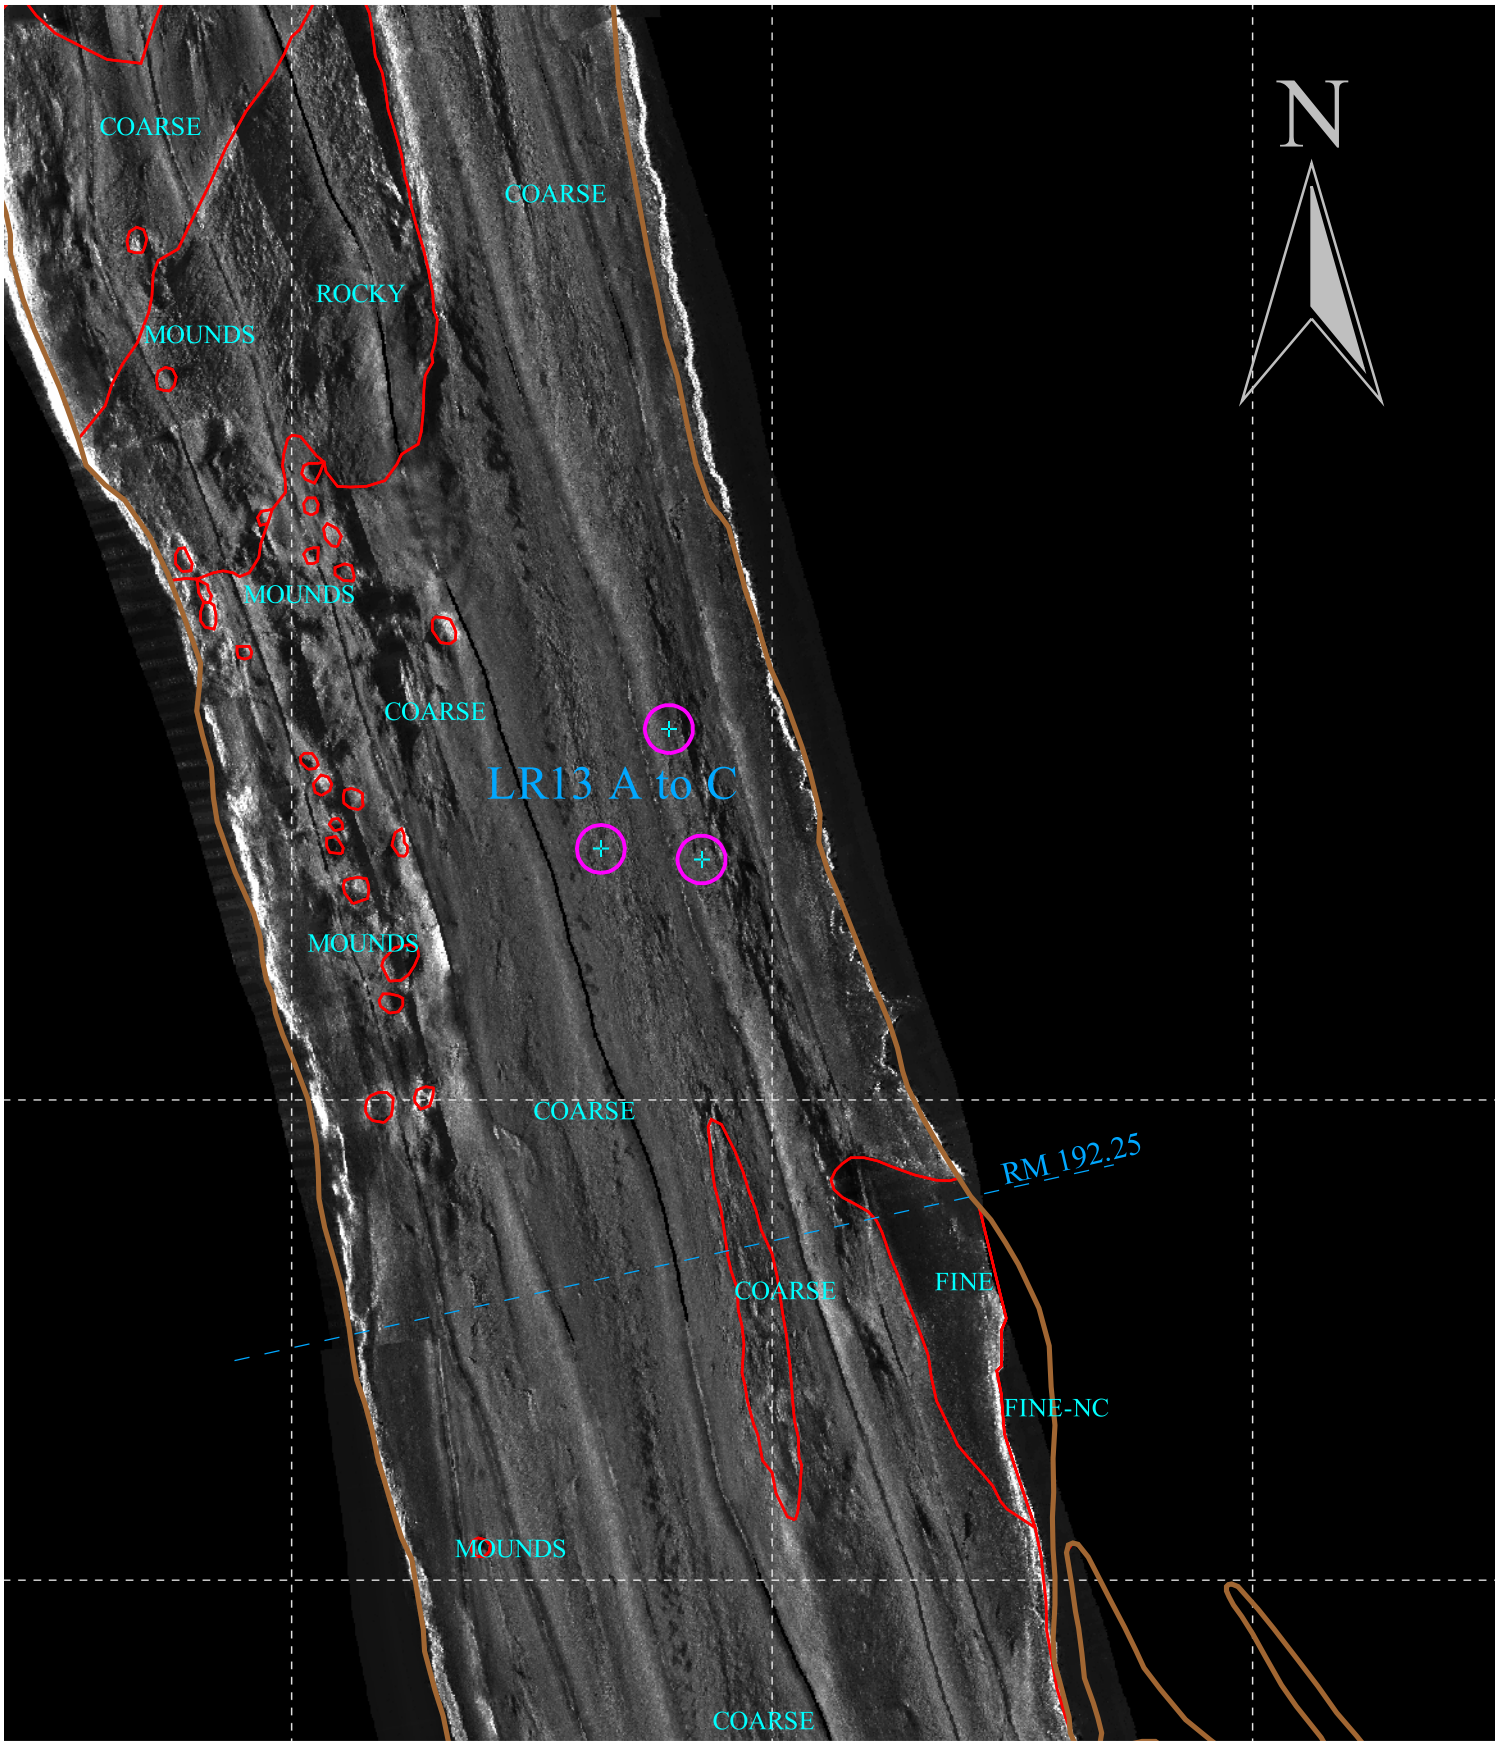 N
COARSE
COARSE
ROCKY
MOUNDS
MOUNDS
COARSE
LR13 A to C
MOUNDS
COARSE
RM 192.25
FINE
COARSE
FINE-NC
MOUNDS
COARSE